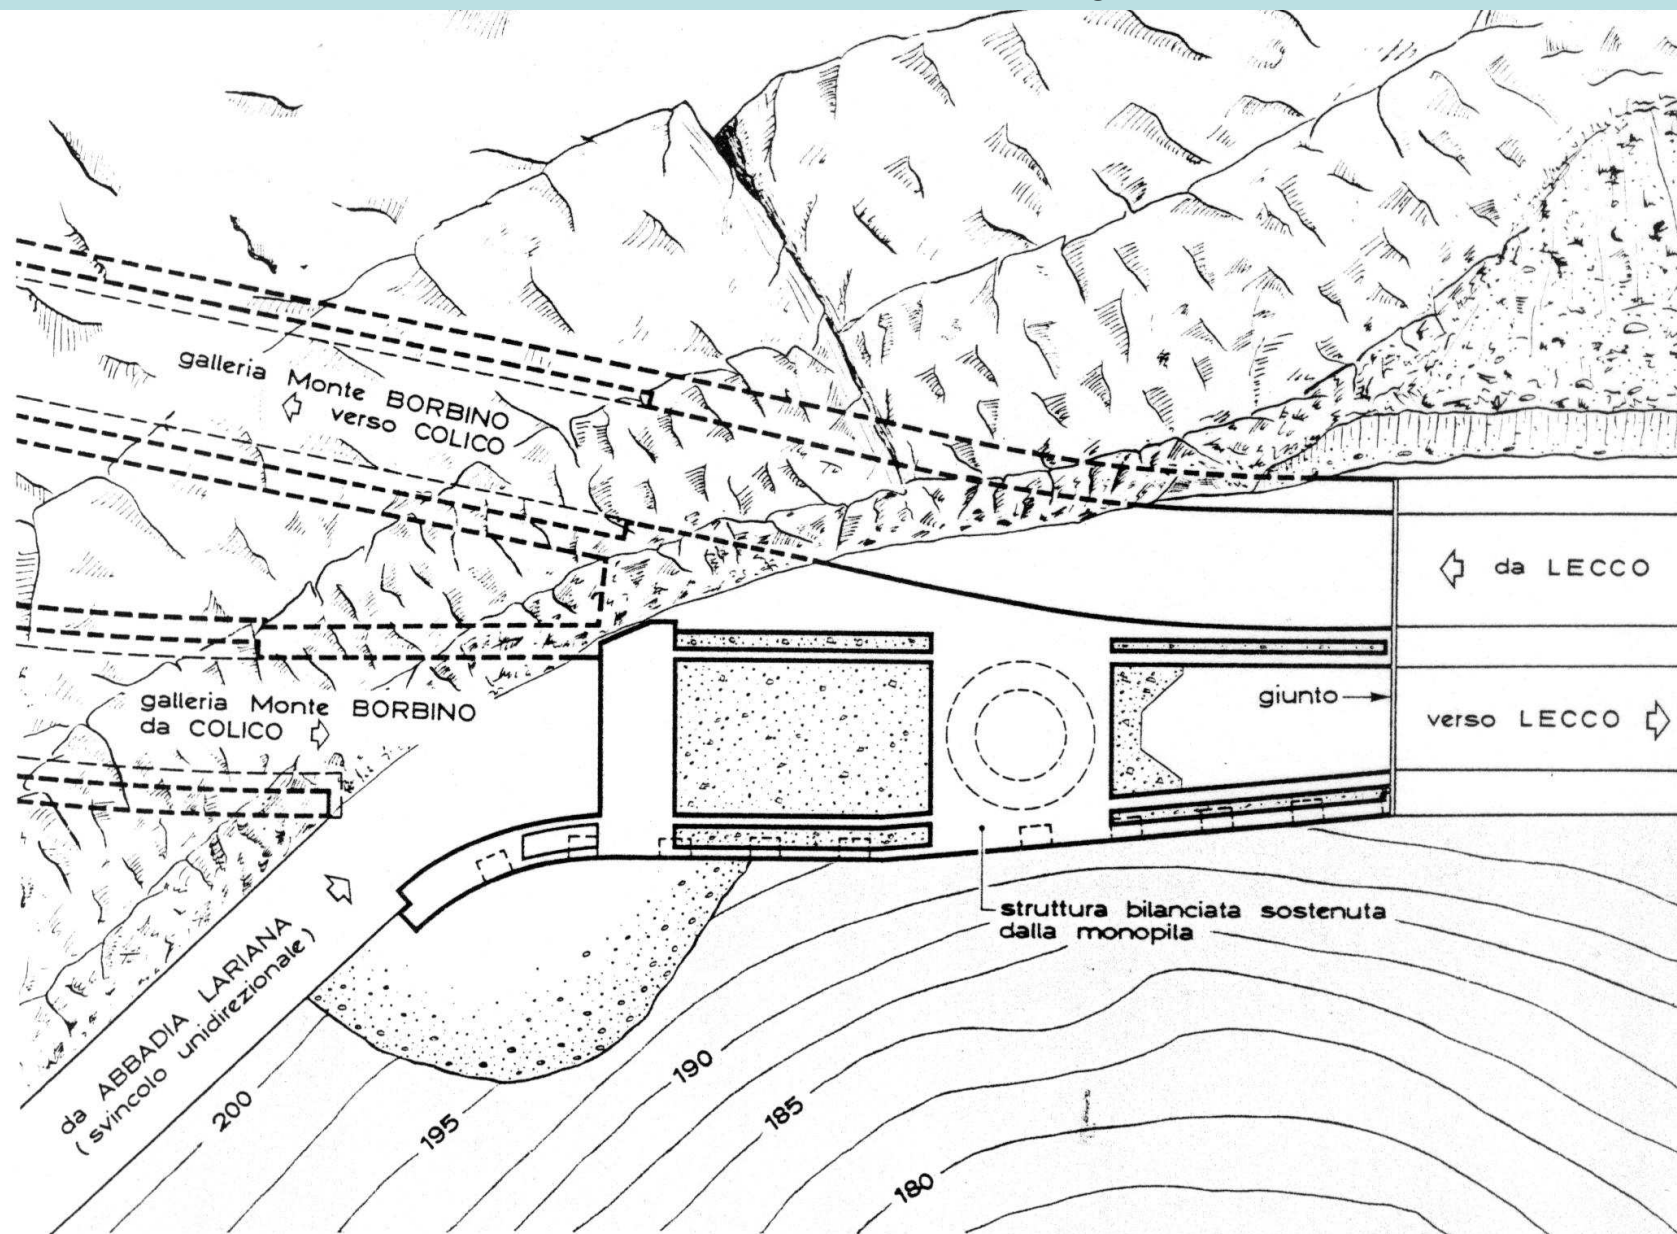 galleria Monte BORBINO
verso COLICO
da LECCO
galleria Monte BORBINO
da COLICO
giunto
verso LECCO
struttura bilanciata sostenuta
dalla monopila
da ABBADIA LARIANA
(svincolo unidirezionale)
200
195
190
185
180